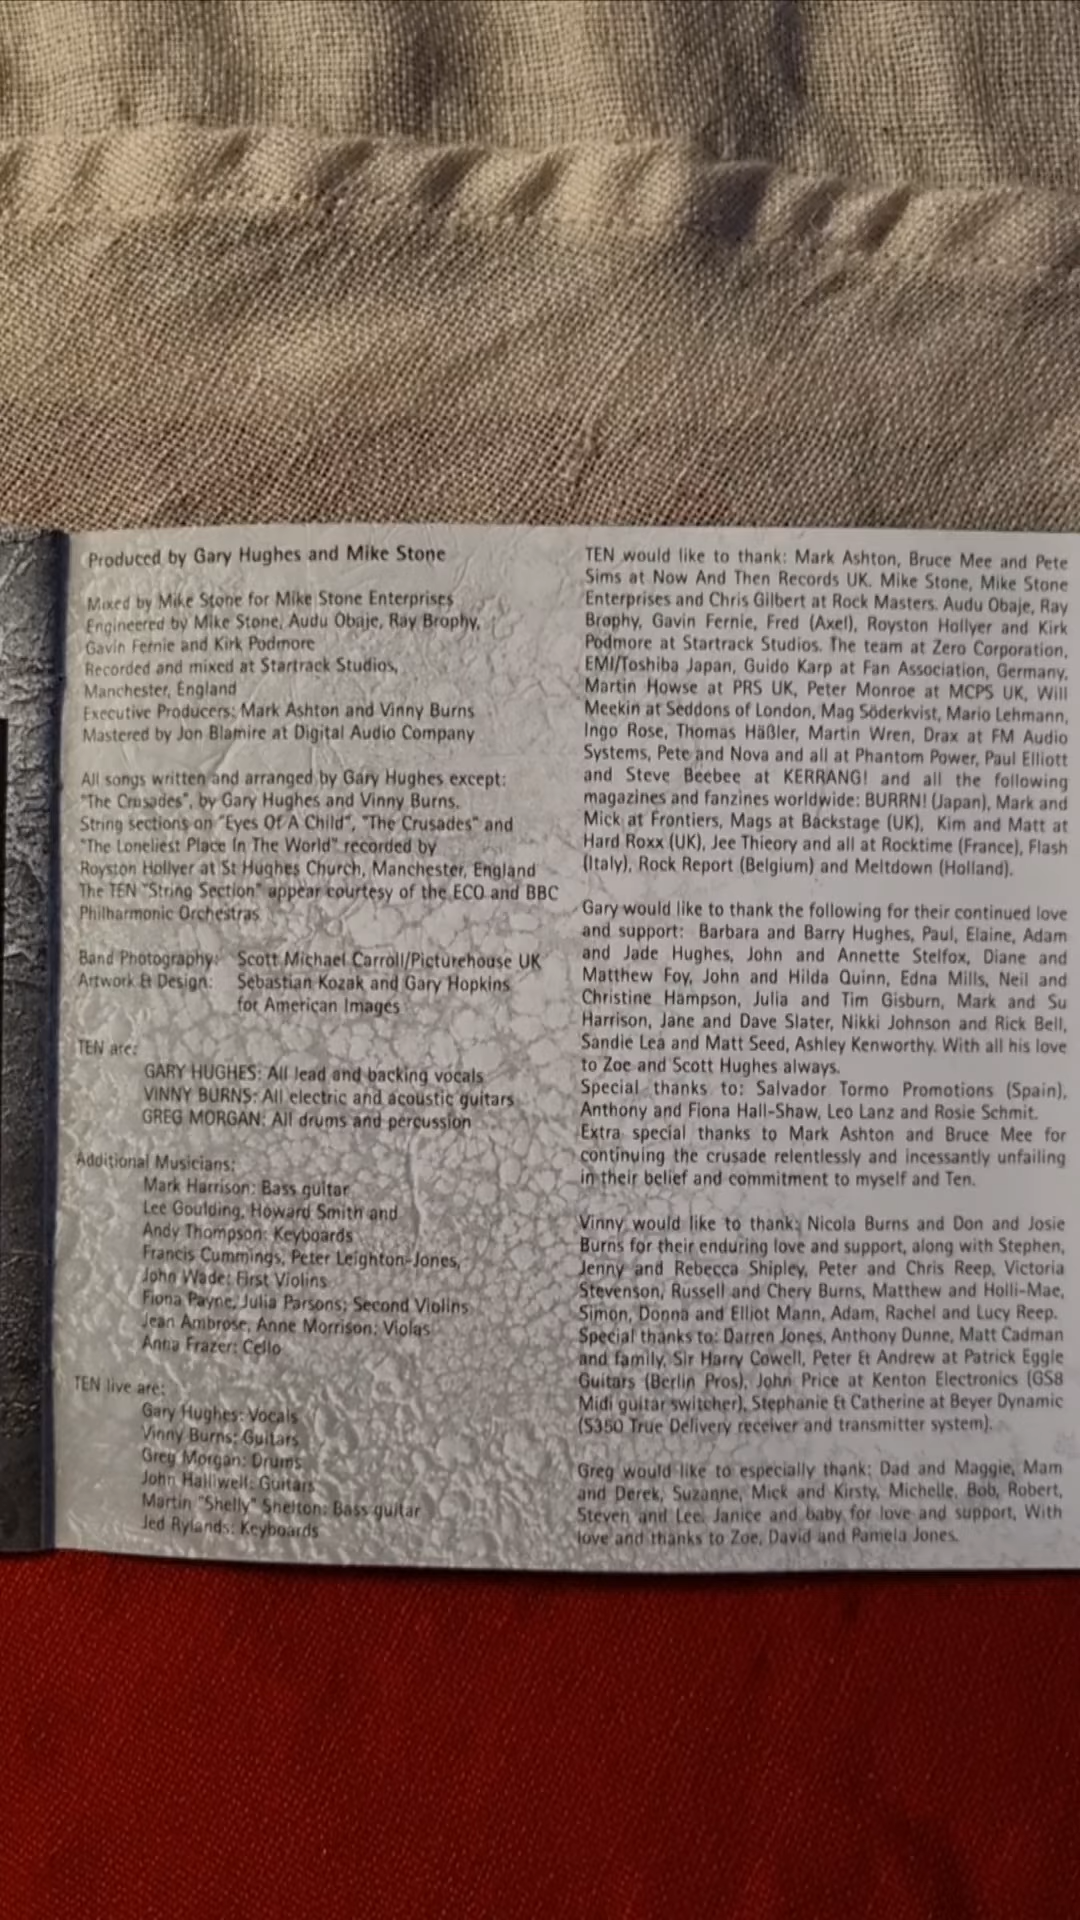 Produced by Gary Hughes and Mike Stone
Mixed by Mike Stone for Mike Stone Enterprises
Engineered by Mike Stone, Audu Obaje, Ray Brophy,
Gavin Fernie and Kirk Podmore
Recorded and mixed at Startrack Studios,
Manchester, England
Executive Producers: Mark Ashton and Vinny Burns
Mastered by Jon Blamire at Digital Audio Company
All songs written and arranged by Gary Hughes except:
"The Crusades", by Gary Hughes and Vinny Burns.
String sections on "Eyes Of A Child", "The Crusades" and
"The Loneliest Place In The World" recorded by
Royston Hollyer at St Hughes Church, Manchester, England
The TEN "String Section" appear courtesy of the ECO and BBC
Philharmonic Orchestras
Band Photography: Scott Michael Carroll/Picturehouse UK
Artwork & Design: Sebastian Kozak and Gary Hopkins
for American Images
TEN are:
GARY HUGHES: All lead and backing vocals
VINNY BURNS: All electric and acoustic guitars
GREG MORGAN: All drums and percussion
Additional Musicians:
Mark Harrison: Bass guitar
Lee Goulding, Howard Smith and
Andy Thompson: Keyboards
Francis Cummings, Peter Leighton-Jones,
John Wade: First Violins
Fiona Payne, Julia Parsons: Second Violins
Jean Ambrose, Anne Morrison: Violas
Anna Frazer: Cello
TEN live are:
Gary Hughes: Vocals
Vinny Burns: Guitars
Greg Morgan: Drums
John Halliwell: Guitars
Martin "Shelly" Shelton: Bass guitar
Jed Rylands: Keyboards
TEN would like to thank: Mark Ashton, Bruce Mee and Pete
Sims at Now And Then Records UK. Mike Stone, Mike Stone
Enterprises and Chris Gilbert at Rock Masters. Audu Obaje, Ray
Brophy, Gavin Fernie, Fred (Axel), Royston Hollyer and Kirk
Podmore at Startrack Studios. The team at Zero Corporation,
EMI/Toshiba Japan, Guido Karp at Fan Association, Germany,
Martin Howse at PRS UK, Peter Monroe at MCPS UK, Will
Meekin at Seddons of London, Mag Söderkvist, Mario Lehmann,
Ingo Rose, Thomas Häßler, Martin Wren, Drax at FM Audio
Systems, Pete and Nova and all at Phantom Power, Paul Elliott
and Steve Beebee at KERRANG! and all the following
magazines and fanzines worldwide: BURRN! (Japan), Mark and
Mick at Frontiers, Mags at Backstage (UK), Kim and Matt at
Hard Roxx (UK), Jee Thieory and all at Rocktime (France), Flash
(Italy), Rock Report (Belgium) and Meltdown (Holland).
Gary would like to thank the following for their continued love
and support: Barbara and Barry Hughes, Paul, Elaine, Adam
and Jade Hughes, John and Annette Stelfox, Diane and
Matthew Foy, John and Hilda Quinn, Edna Mills, Neil and
Christine Hampson, Julia and Tim Gisburn, Mark and Su
Harrison, Jane and Dave Slater, Nikki Johnson and Rick Bell,
Sandie Lea and Matt Seed, Ashley Kenworthy. With all his love
to Zoe and Scott Hughes always.
Special thanks to: Salvador Tormo Promotions (Spain),
Anthony and Fiona Hall-Shaw, Leo Lanz and Rosie Schmit.
Extra special thanks to Mark Ashton and Bruce Mee for
continuing the crusade relentlessly and incessantly unfailing
in their belief and commitment to myself and Ten.
Vinny would like to thank: Nicola Burns and Don and Josie
Burns for their enduring love and support, along with Stephen,
Jenny and Rebecca Shipley, Peter and Chris Reep, Victoria
Stevenson, Russell and Chery Burns, Matthew and Holli-Mae,
Simon, Donna and Elliot Mann, Adam, Rachel and Lucy Reep.
Special thanks to: Darren Jones, Anthony Dunne, Matt Cadman
and family, Sir Harry Cowell, Peter & Andrew at Patrick Eggle
Guitars (Berlin Pros), John Price at Kenton Electronics (GS8
Midi guitar switcher), Stephanie & Catherine at Beyer Dynamic
(S350 True Delivery receiver and transmitter system).
Greg would like to especially thank: Dad and Maggie, Mam
and Derek, Suzanne, Mick and Kirsty, Michelle, Bob, Robert,
Steven and Lee, Janice and baby for love and support, With
love and thanks to Zoe, David and Pamela Jones.